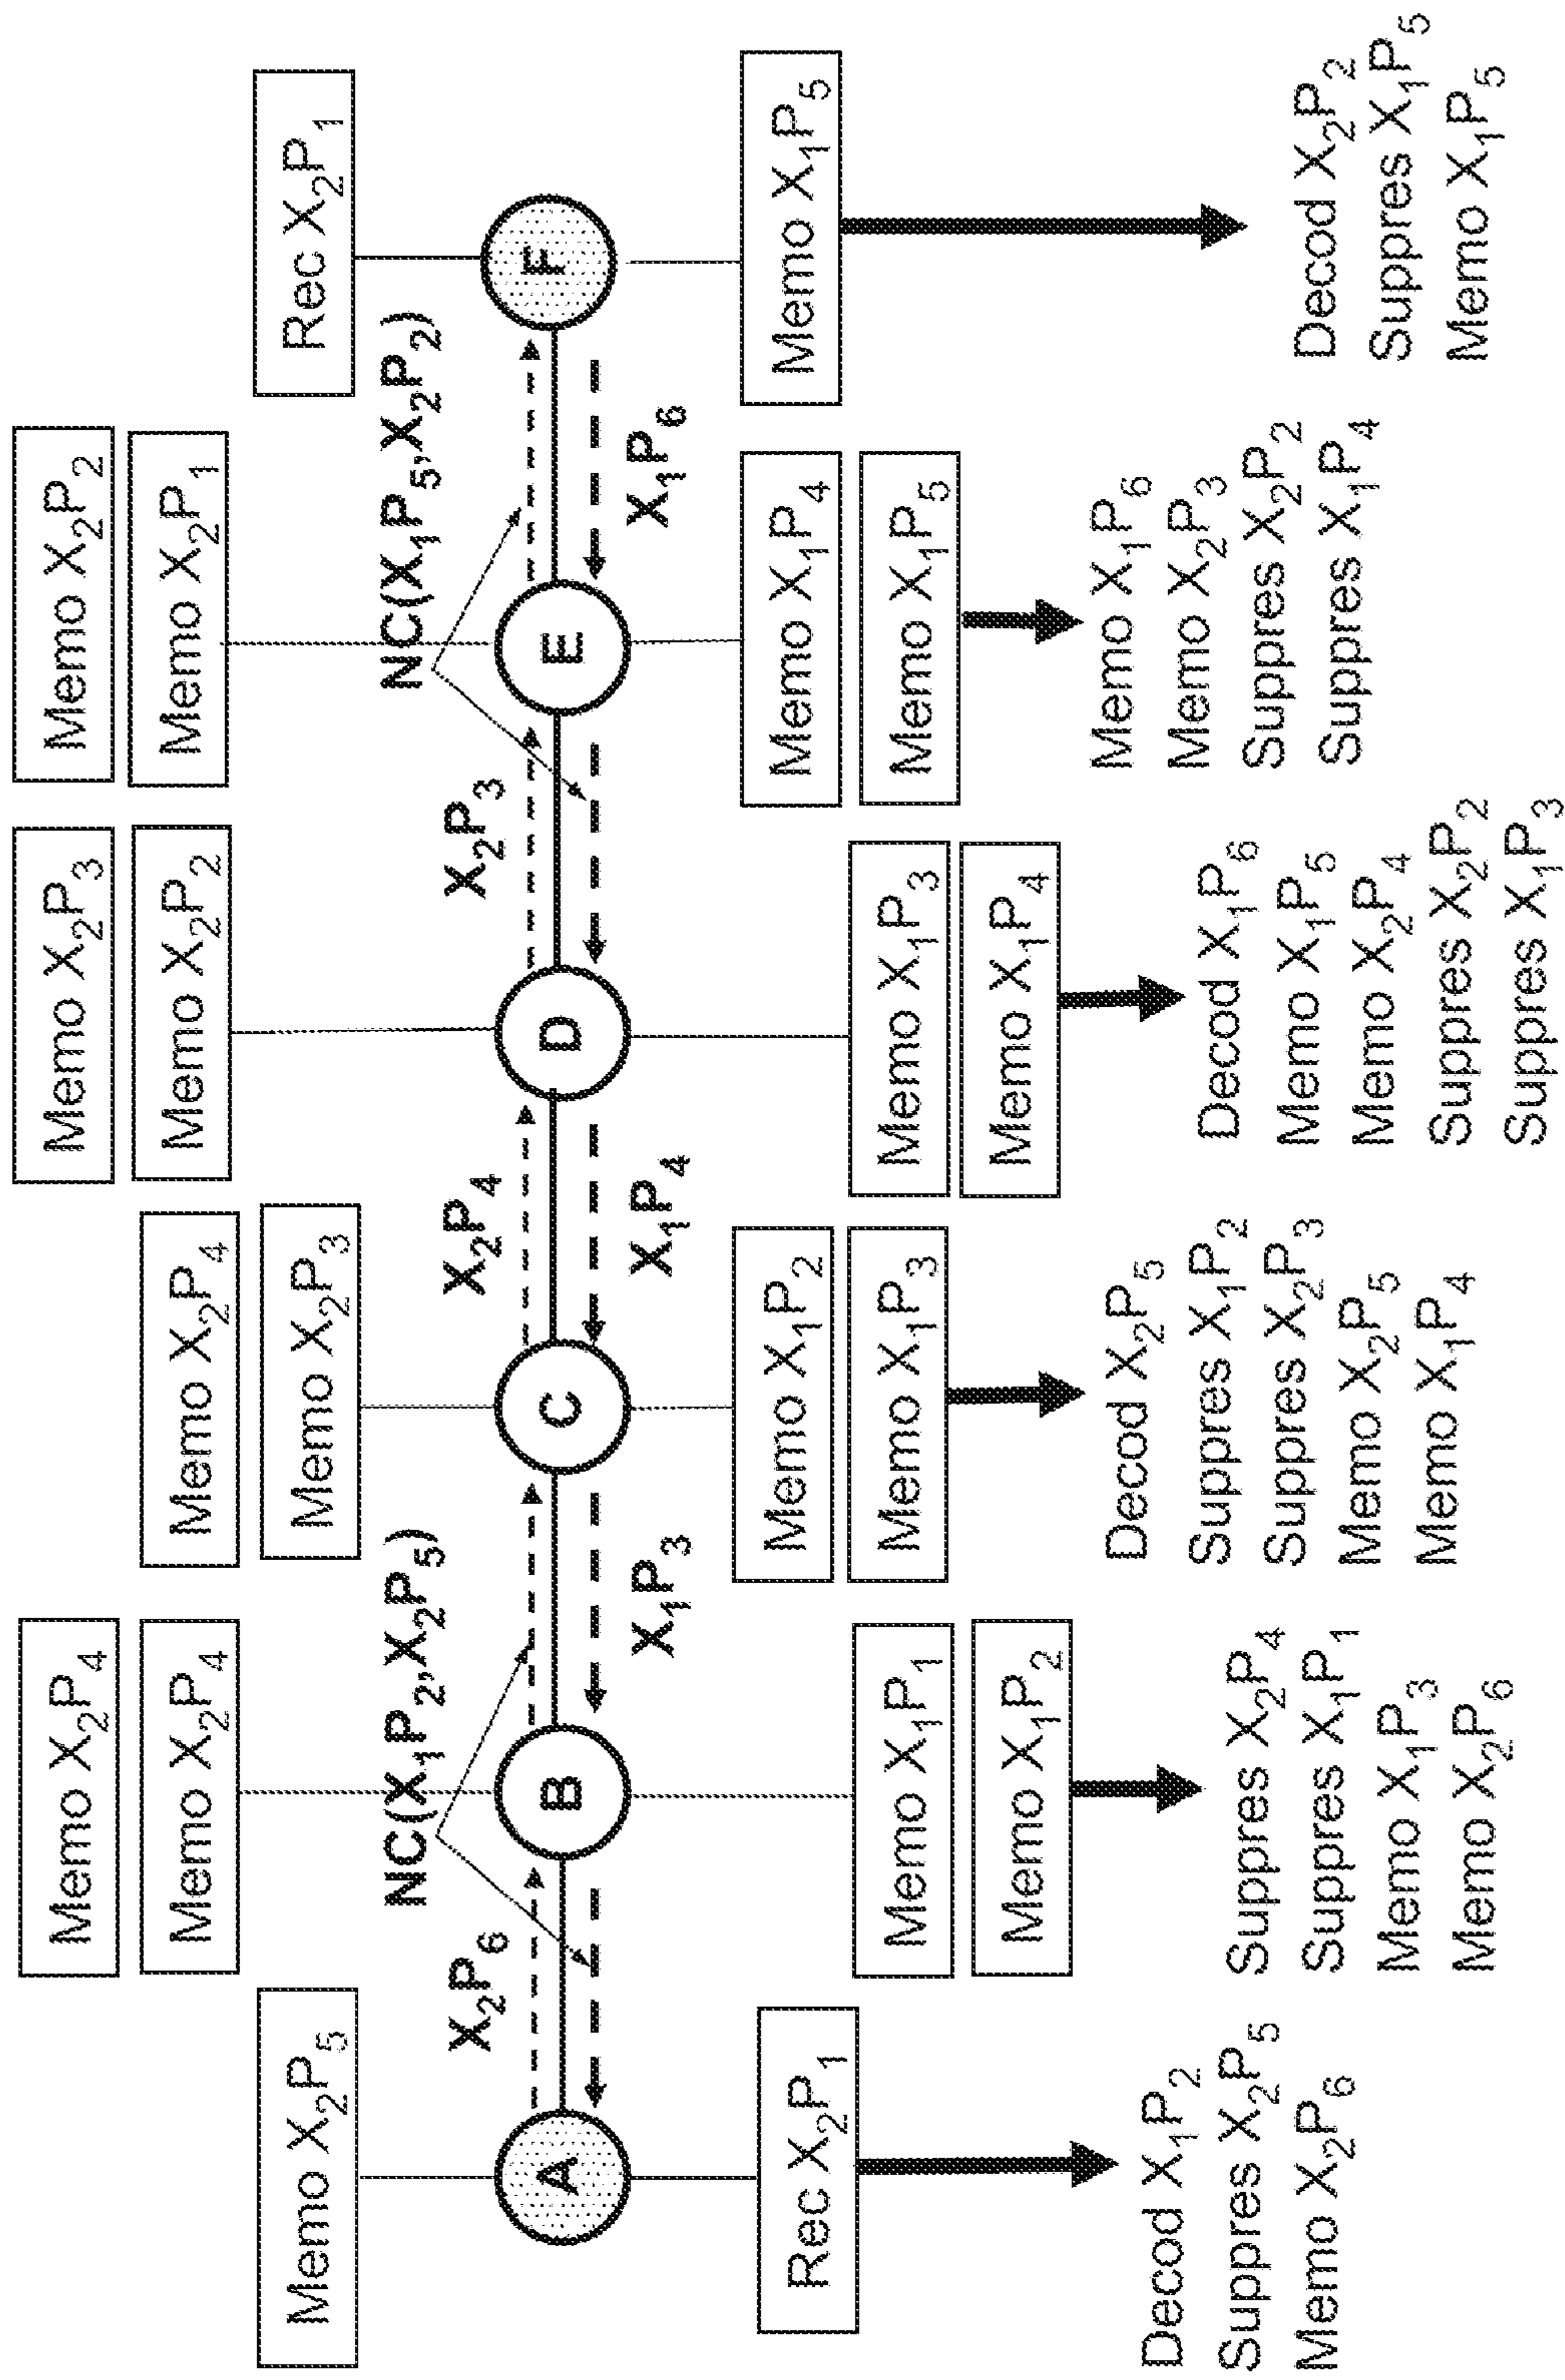 Memo X₂P₄
Memo X₂P₃
Memo X₂P₂
Memo X₂P₄
Memo X₂P₄
Memo X₂P₂
Memo X₂P₁
Memo X₂P₅
Memo X₂P₃
Rec X₂P₁
NC(X₁P₂,X₂P₅)
NC(X₁P₅,X₂P₂)
X₂P₆
X₂P₄
X₂P₃
A
B
C
D
E
F
X₁P₃
X₁P₄
X₁P₆
Rec X₂P₁
Memo X₁P₁
Memo X₁P₂
Memo X₁P₂
Memo X₁P₃
Memo X₁P₃
Memo X₁P₄
Memo X₁P₄
Memo X₁P₅
Memo X₁P₅
Decod X₁P₂
Suppres X₂P₅
Memo X₂P₆
Suppres X₂P₄
Suppres X₁P₁
Memo X₁P₃
Memo X₂P₆
Decod X₂P₅
Suppres X₁P₂
Suppres X₂P₃
Memo X₂P₅
Memo X₁P₄
Decod X₁P₆
Memo X₁P₅
Memo X₂P₄
Suppres X₂P₂
Suppres X₁P₃
Memo X₁P₆
Memo X₂P₃
Suppres X₂P₂
Suppres X₁P₄
Decod X₂P₂
Suppres X₁P₅
Memo X₁P₅